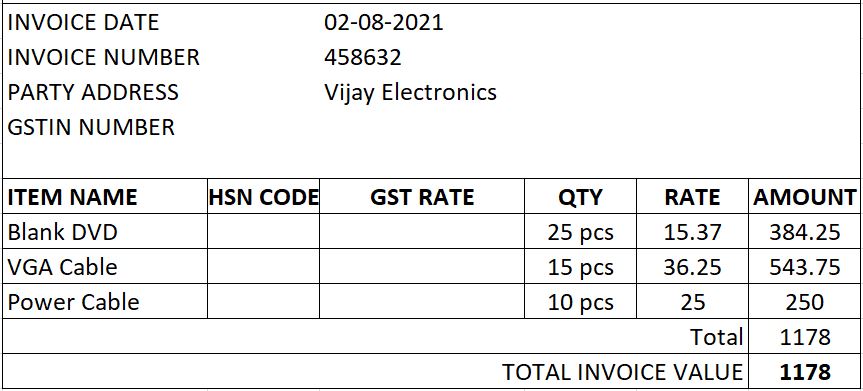 INVOICE DATE 02-08-2021
INVOICE NUMBER 458632
PARTY ADDRESS Vijay Electronics
GSTIN NUMBER
ITEM NAME HSN CODE GST RATE QTY RATE AMOUNT
Blank DVD 25 pcs 15.37 384.25
VGA Cable 15 pcs 36.25 543.75
Power Cable 10 pcs 25 250
Total 1178
TOTAL INVOICE VALUE 1178